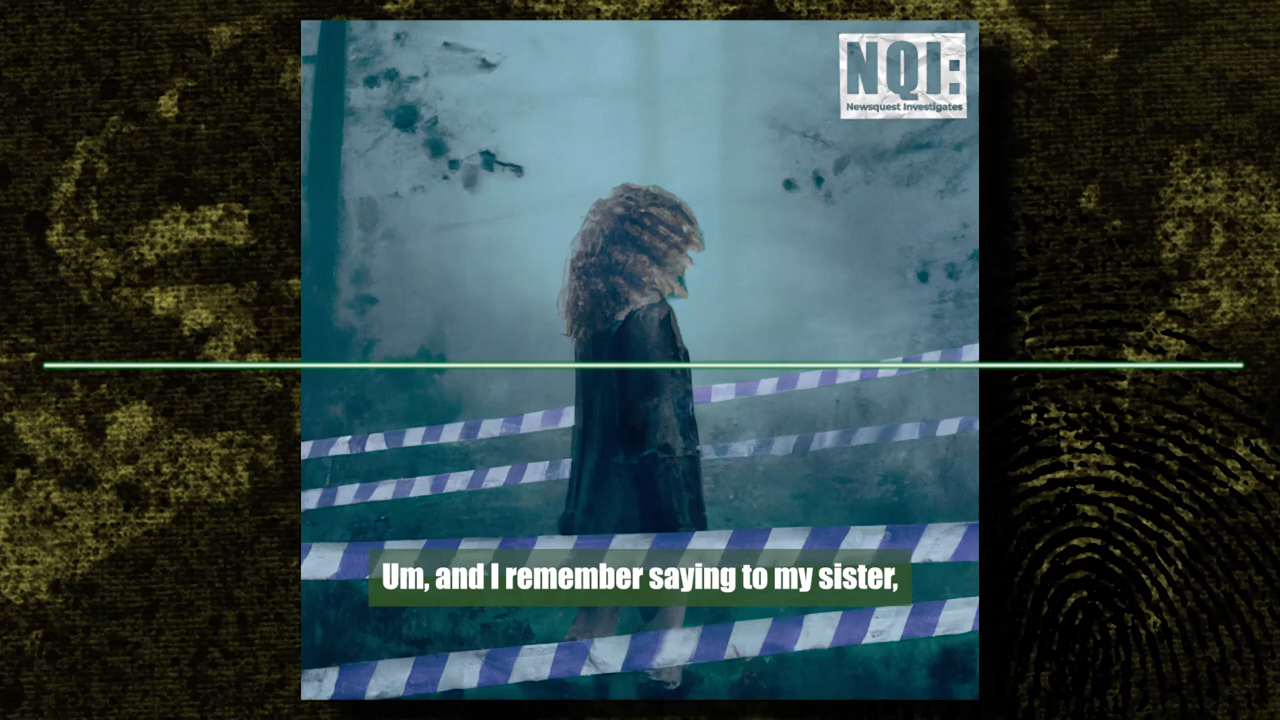 NQI:
Newsquest Investigates
Um, and I remember saying to my sister,